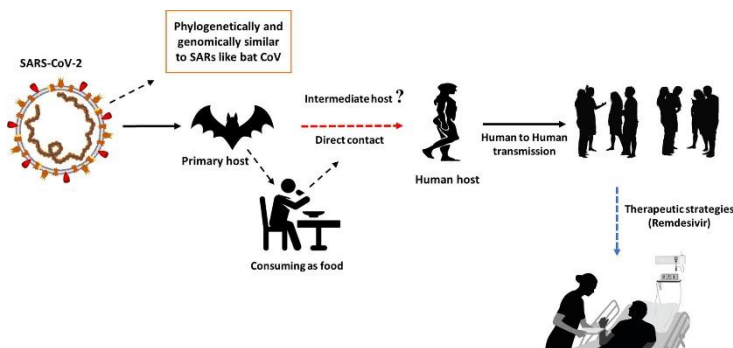 Phylogenetically and
genomically similar
to SARs like bat CoV
SARS-CoV-2
Intermediate host ?
Direct contact
Primary host
Human host
Human to Human
transmission
Consuming as food
Therapeutic strategies
(Remdesivir)